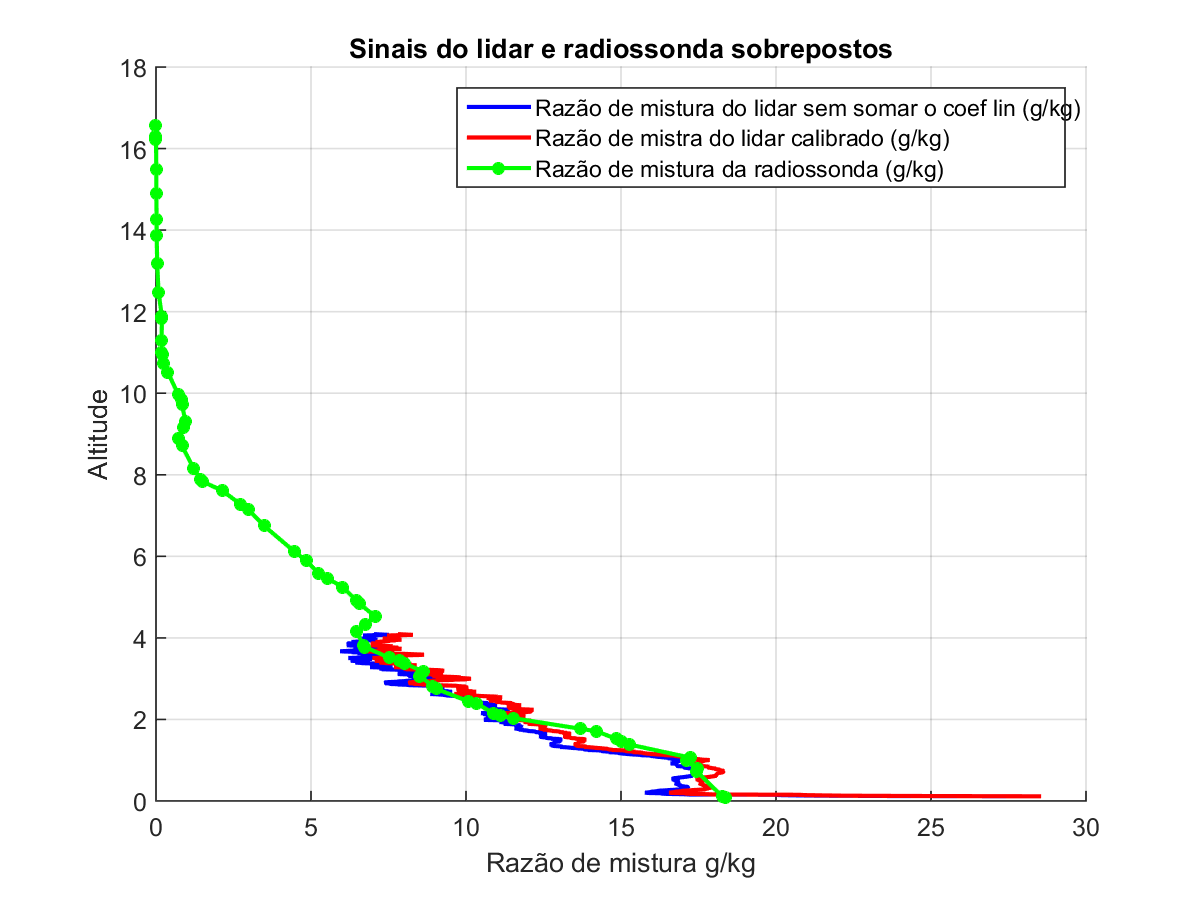 Sinais do lidar e radiossonda sobrepostos
18
16
14
12
10
8
6
4
2
0
Altitude
Razão de mistura do lidar sem somar o coef lin (g/kg)
Razão de mistra do lidar calibrado (g/kg)
Razão de mistura da radiossonda (g/kg)
0 5 10 15 20 25 30
Razão de mistura g/kg